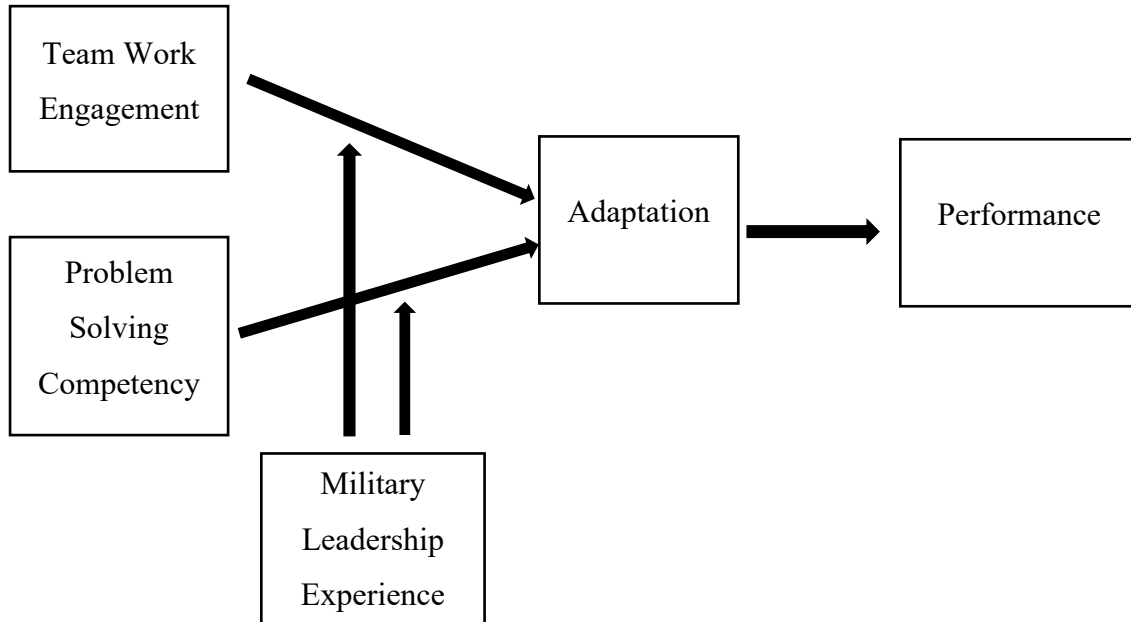 Team Work
Engagement
Adaptation
Performance
Problem
Solving
Competency
Military
Leadership
Experience